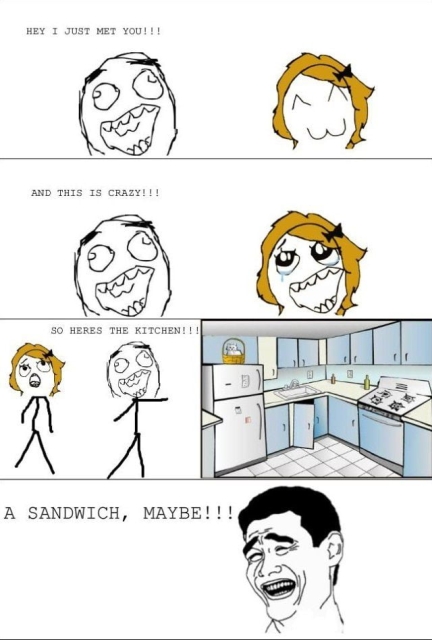 HEY I JUST MET YOU!!!
AND THIS IS CRAZY!!!
SO HERES THE KITCHEN!!!
A SANDWICH, MAYBE!!!